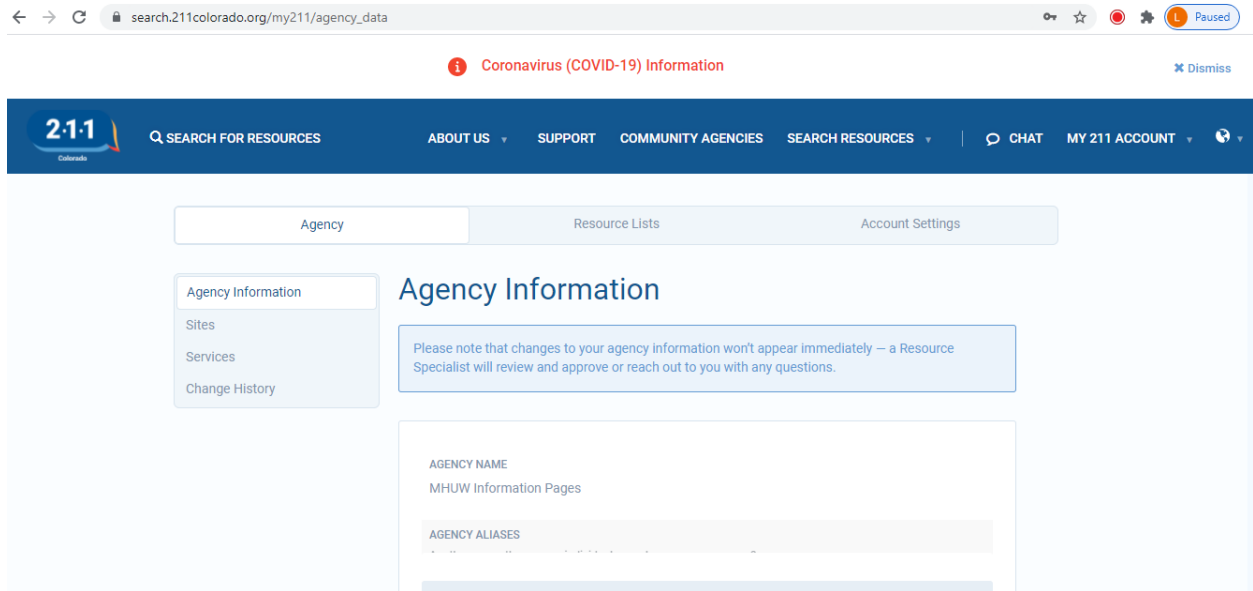 search.211colorado.org/my211/agency_data
L Paused
Coronavirus (COVID-19) Information
Dismiss
2·1·1
Colorado
SEARCH FOR RESOURCES
ABOUT US
SUPPORT
COMMUNITY AGENCIES
SEARCH RESOURCES
CHAT
MY 211 ACCOUNT
Agency
Resource Lists
Account Settings
Agency Information
Sites
Services
Change History
Agency Information
Please note that changes to your agency information won't appear immediately — a Resource
Specialist will review and approve or reach out to you with any questions.
AGENCY NAME
MHUW Information Pages
AGENCY ALIASES